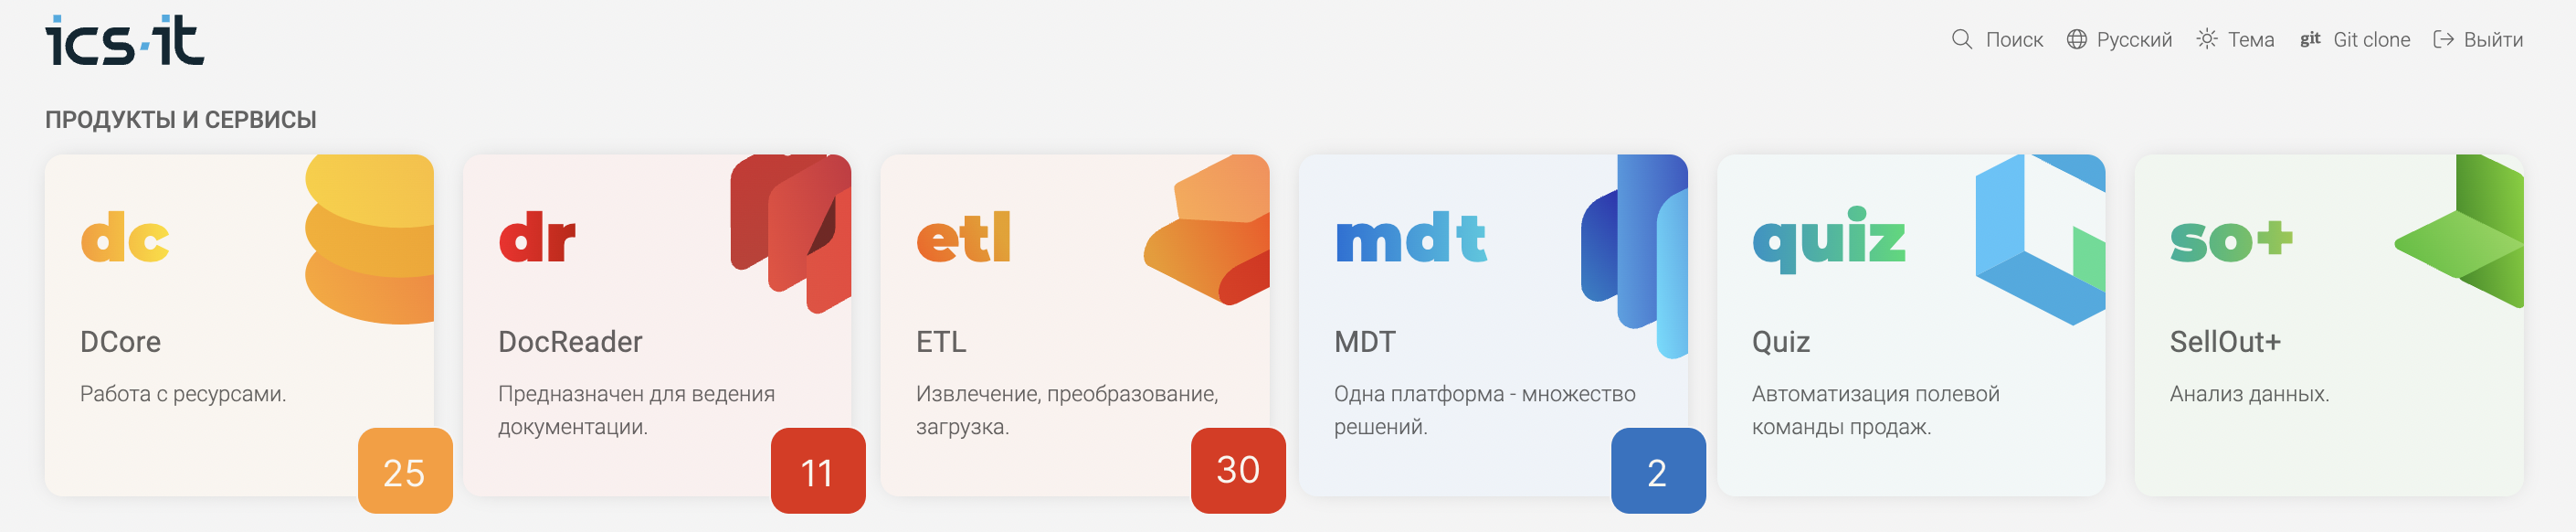 ics-it
Поиск
Русский
Тема
git Git clone
Выйти
ПРОДУКТЫ И СЕРВИСЫ
dc
DCore
Работа с ресурсами.
25
dr
DocReader
Предназначен для ведения
документации.
11
etl
ETL
Извлечение, преобразование,
загрузка.
30
mdt
MDT
Одна платформа - множество
решений.
2
quiz
Quiz
Автоматизация полевой
команды продаж.
so+
SellOut+
Анализ данных.